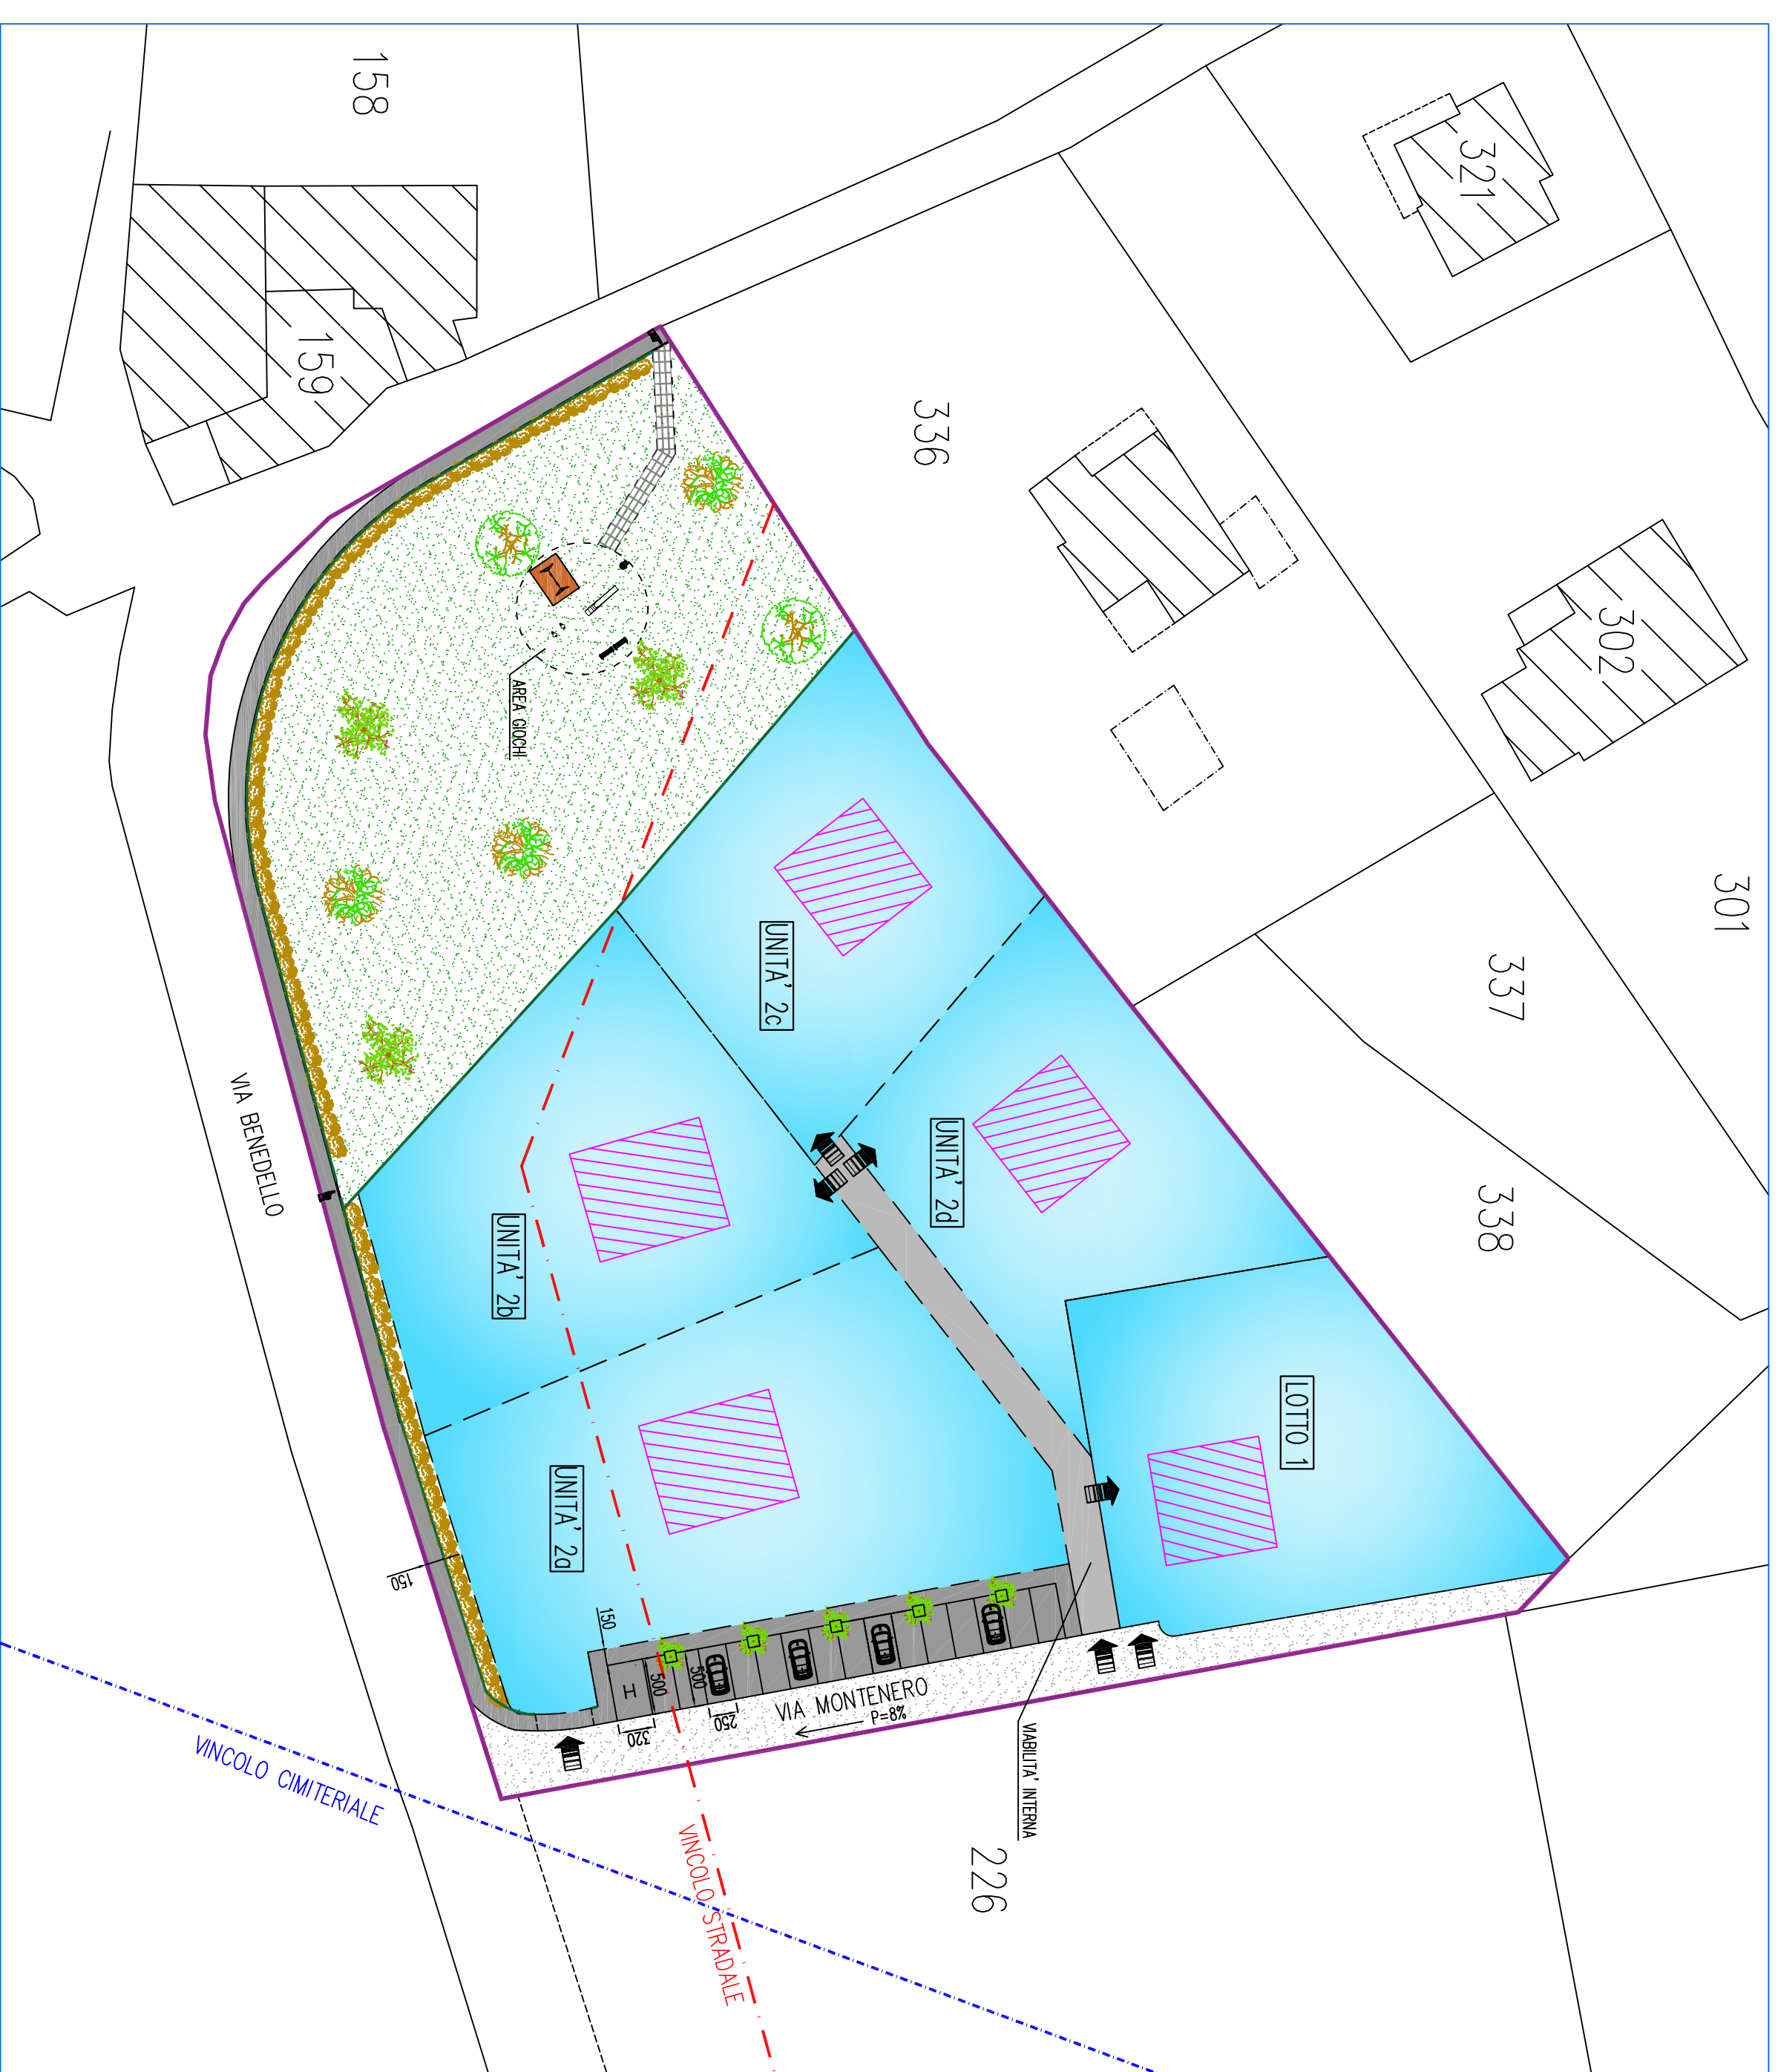 158
321
159
336
302
301
337
338
AREA GIOCHI
UNITA' 2c
UNITA' 2d
UNITA' 2b
UNITA' 2a
LOTTO 1
VIA BENEDELLO
150
150
H
500
500
250
320
VIA MONTENERO
P=8%
VIABILITA' INTERNA
226
VINCOLO CIMITERIALE
VINCOLO STRADALE